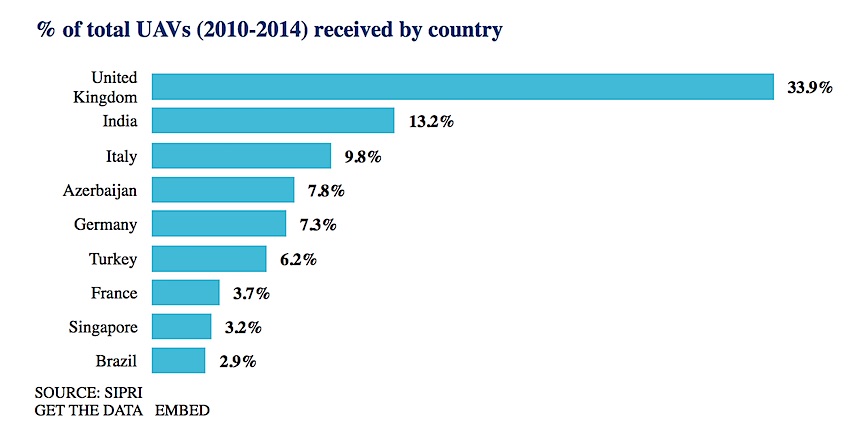 % of total UAVs (2010-2014) received by country
United
Kingdom
33.9%
India
13.2%
Italy
9.8%
Azerbaijan
7.8%
Germany
7.3%
Turkey
6.2%
France
3.7%
Singapore
3.2%
Brazil
2.9%
SOURCE: SIPRI
GET THE DATA EMBED